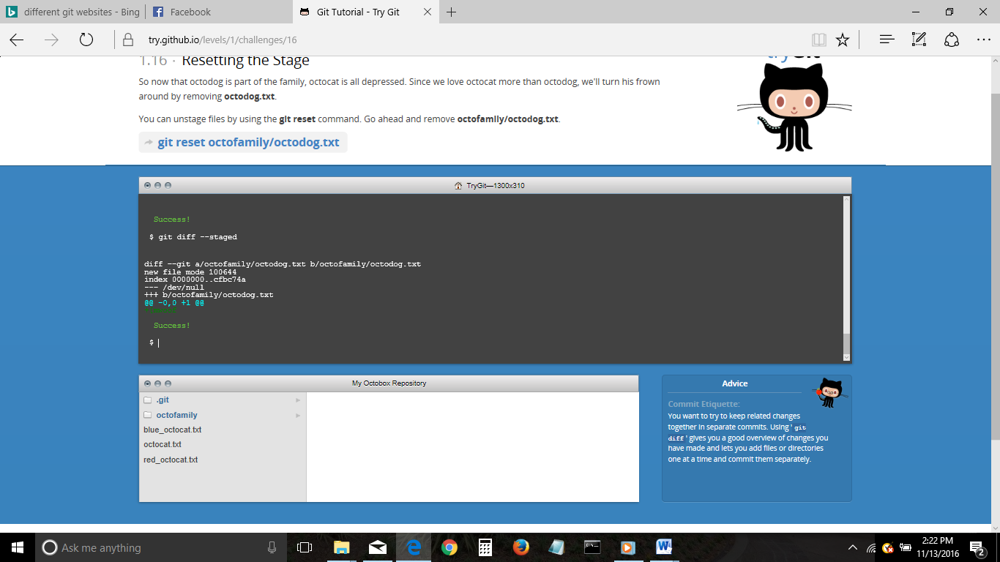 different git websites - Bing
Facebook
Git Tutorial - Try Git
try.github.io/levels/1/challenges/16
1.16 · Resetting the Stage
So now that octodog is part of the family, octocat is all depressed. Since we love octocat more than octodog, we'll turn his frown
around by removing octodog.txt.
You can unstage files by using the git reset command. Go ahead and remove octofamily/octodog.txt.
git reset octofamily/octodog.txt
TryGit—1300x310
Success!
$ git diff --staged
diff --git a/octofamily/octodog.txt b/octofamily/octodog.txt
new file mode 100644
index 0000000..cfbc74a
--- /dev/null
+++ b/octofamily/octodog.txt
@@ -0,0 +1 @@
Success!
$
My Octobox Repository
.git
octofamily
blue_octocat.txt
octocat.txt
red_octocat.txt
Advice
Commit Etiquette:
You want to try to keep related changes
together in separate commits. Using 'git
diff' gives you a good overview of changes you
have made and lets you add files or directories
one at a time and commit them separately.
Ask me anything
2:22 PM
11/13/2016
2